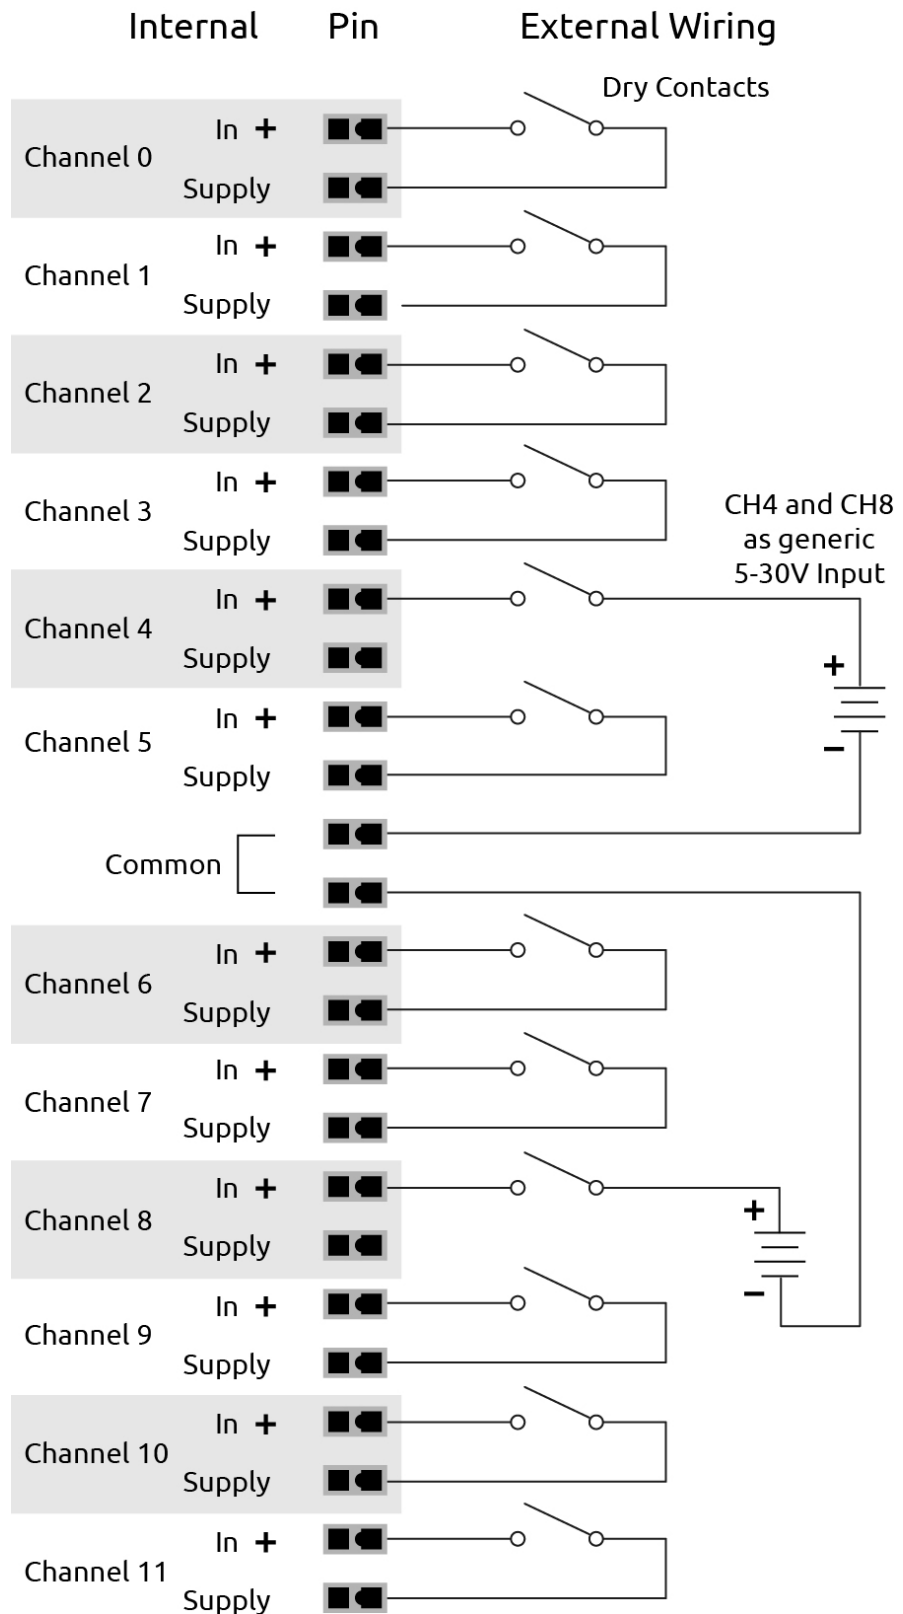 Internal Pin External Wiring
Dry Contacts
In +
Channel 0
Supply
In +
Channel 1
Supply
In +
Channel 2
Supply
In +
Channel 3
Supply
CH4 and CH8
as generic
5-30V Input
In +
Channel 4
Supply
+
In +
Channel 5
−
Supply
Common
In +
Channel 6
Supply
In +
Channel 7
Supply
In +
Channel 8
+
Supply
−
In +
Channel 9
Supply
In +
Channel 10
Supply
In +
Channel 11
Supply